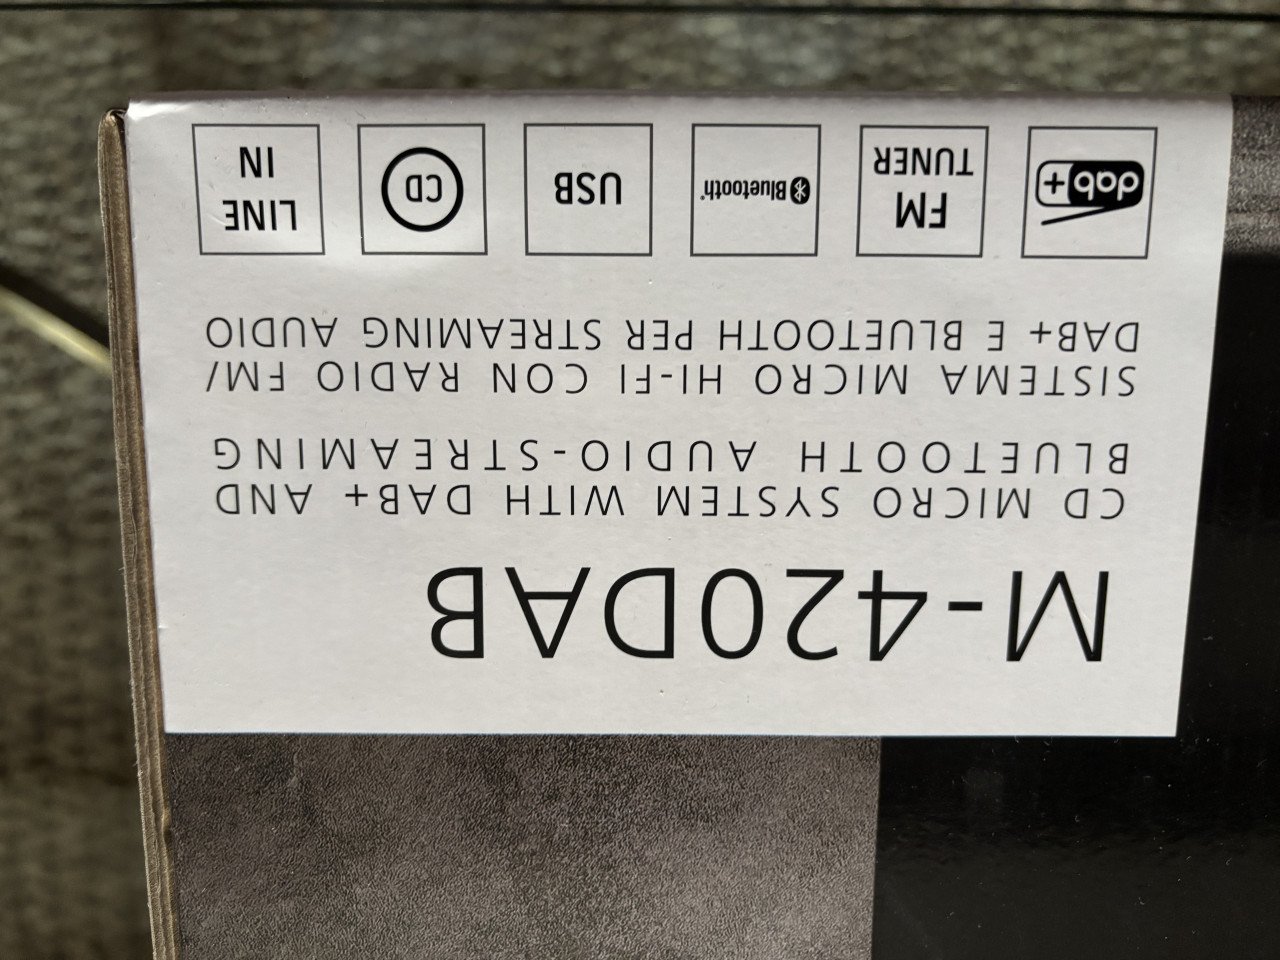 M-420DAB
CD MICRO SYSTEM WITH DAB+ AND
BLUETOOTH AUDIO-STREAMING
SISTEMA MICRO HI-FI CON RADIO FM/
DAB+ E BLUETOOTH PER STREAMING AUDIO
dab+
FM
TUNER
Bluetooth®
USB
CD
LINE
IN